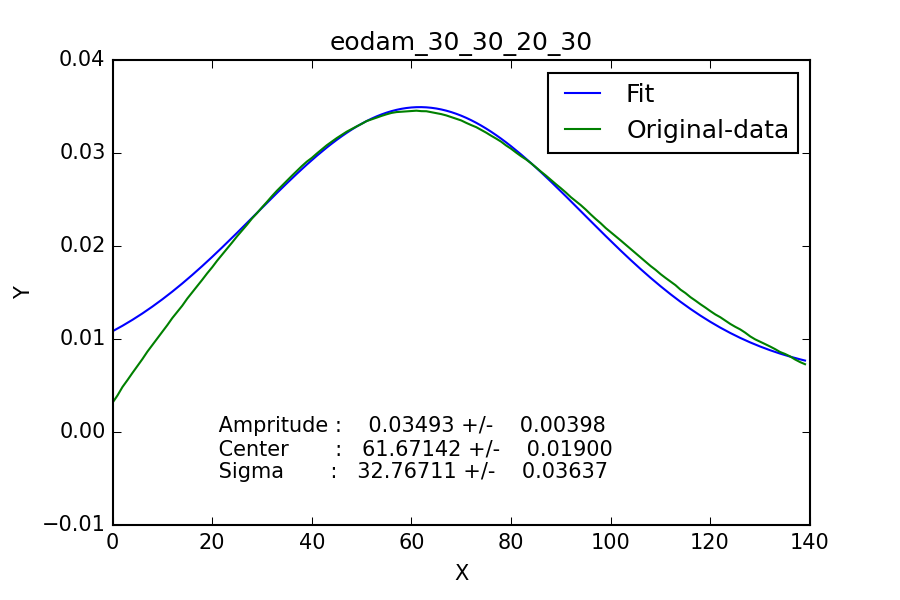 eodam_30_30_20_30
0.04
Fit
Original-data
0.03
0.02
Y
0.01
Ampritude : 0.03493 +/- 0.00398
0.00
Center : 61.67142 +/- 0.01900
Sigma : 32.76711 +/- 0.03637
−0.01
0 20 40 60 80 100 120 140
X